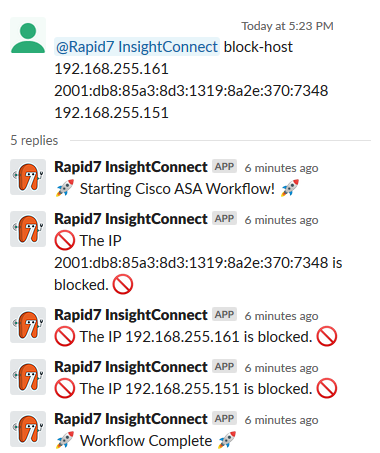 Today at 5:23 PM
@Rapid7 InsightConnect block-host
192.168.255.161
2001:db8:85a3:8d3:1319:8a2e:370:7348
192.168.255.151
5 replies
Rapid7 InsightConnect APP 6 minutes ago
🚀 Starting Cisco ASA Workflow! 🚀
Rapid7 InsightConnect APP 6 minutes ago
🚫 The IP
2001:db8:85a3:8d3:1319:8a2e:370:7348 is
blocked. 🚫
Rapid7 InsightConnect APP 6 minutes ago
🚫 The IP 192.168.255.161 is blocked. 🚫
Rapid7 InsightConnect APP 6 minutes ago
🚫 The IP 192.168.255.151 is blocked. 🚫
Rapid7 InsightConnect APP 6 minutes ago
🚀 Workflow Complete 🚀